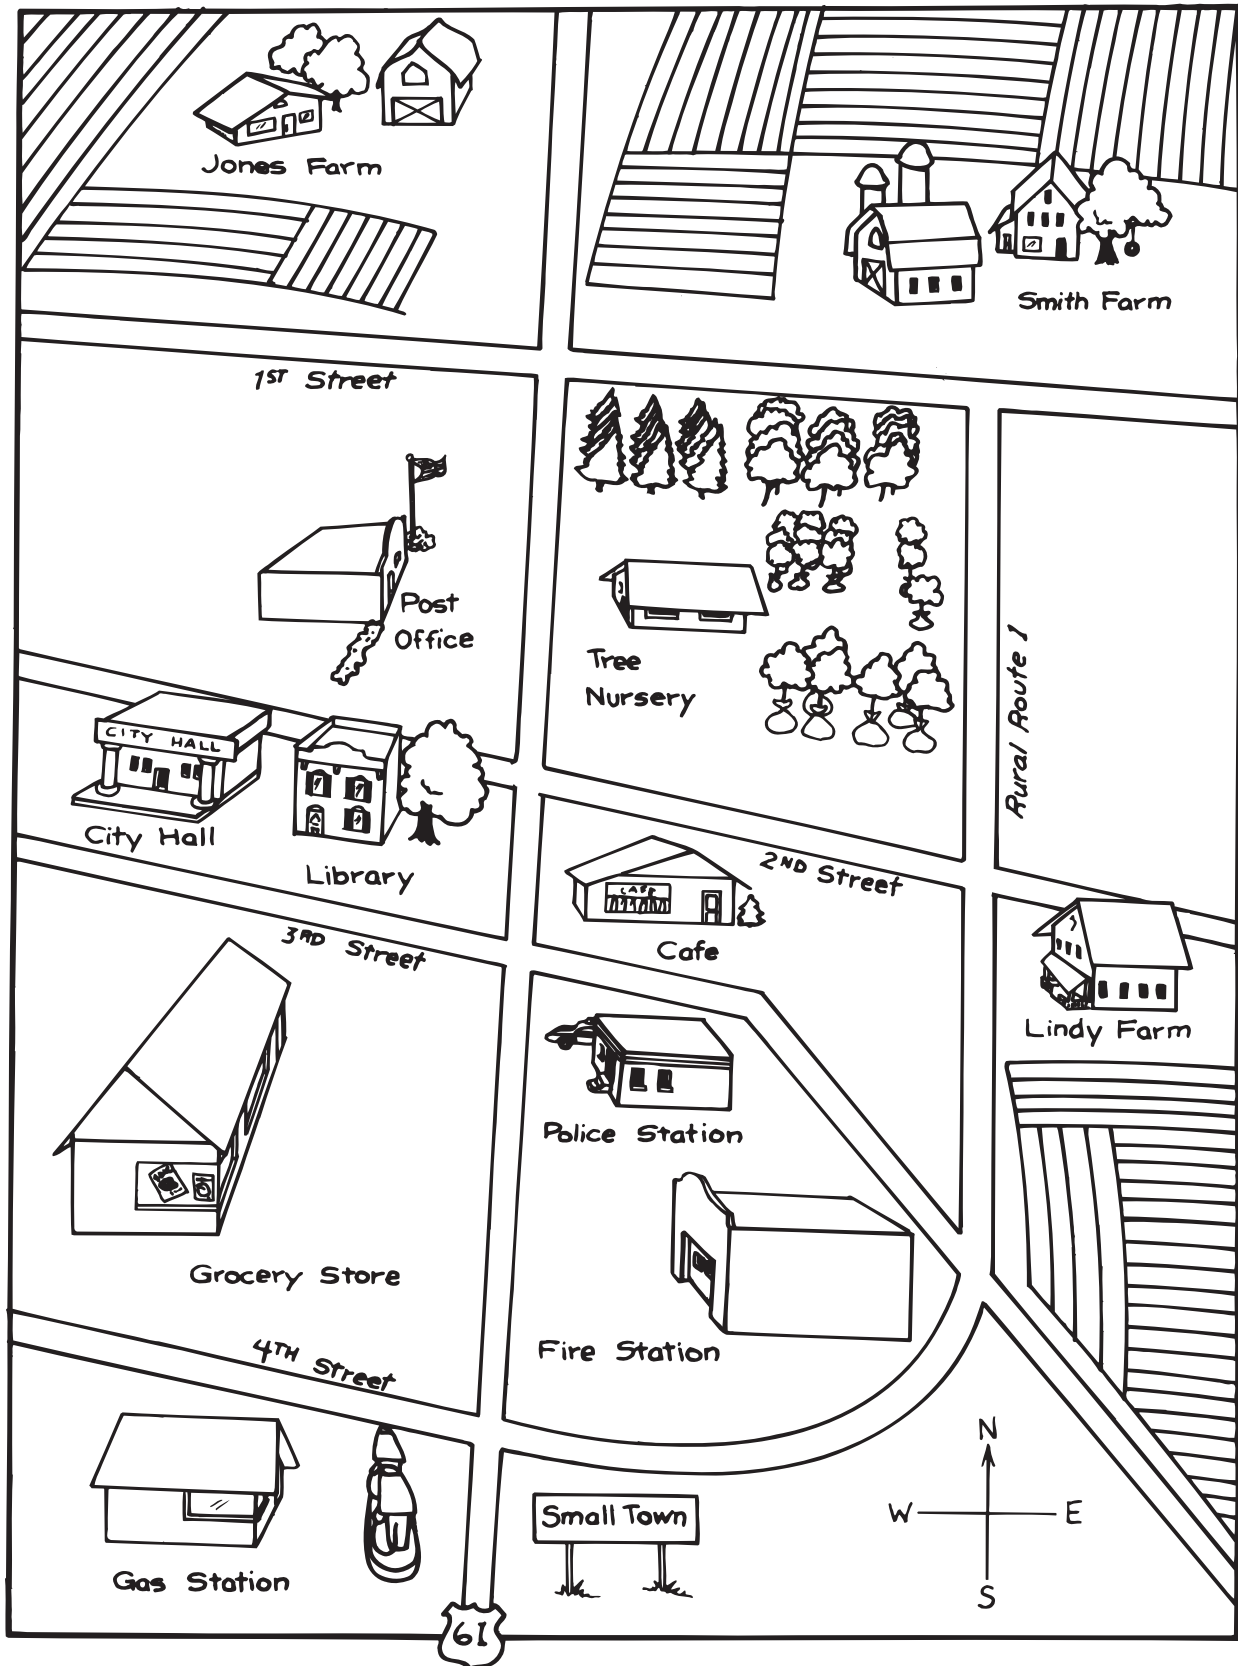 Jones Farm
Smith Farm
1ST Street
Post
Office
Tree
Nursery
Rural Route 1
CITY HALL
City Hall
Library
2ND Street
CAFE
Cafe
3RD Street
Lindy Farm
Police Station
Grocery Store
Fire Station
4TH Street
N
W E
S
Small Town
Gas Station
61